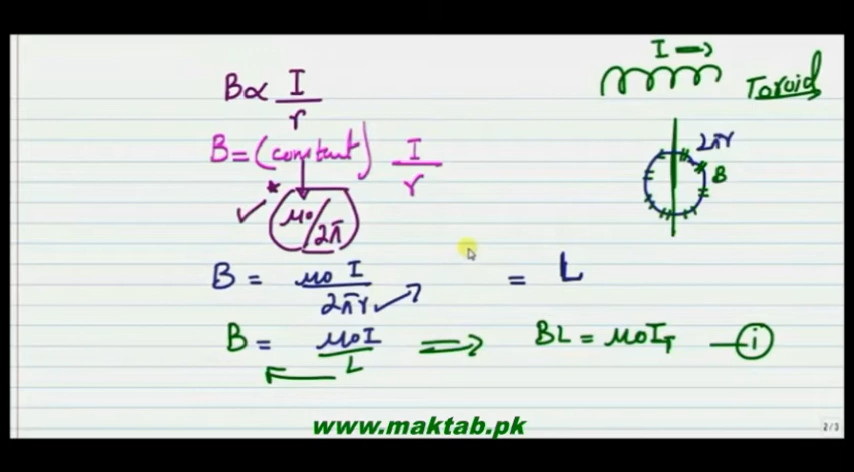 I →
Toroid
B ∝ I/r
B = (constant) I/r
2πr
B
μ₀/2π
B = μ₀I/2πr = L
B = μ₀I/L ⟹ BL = μ₀I_T — (i)
www.maktab.pk
2/3